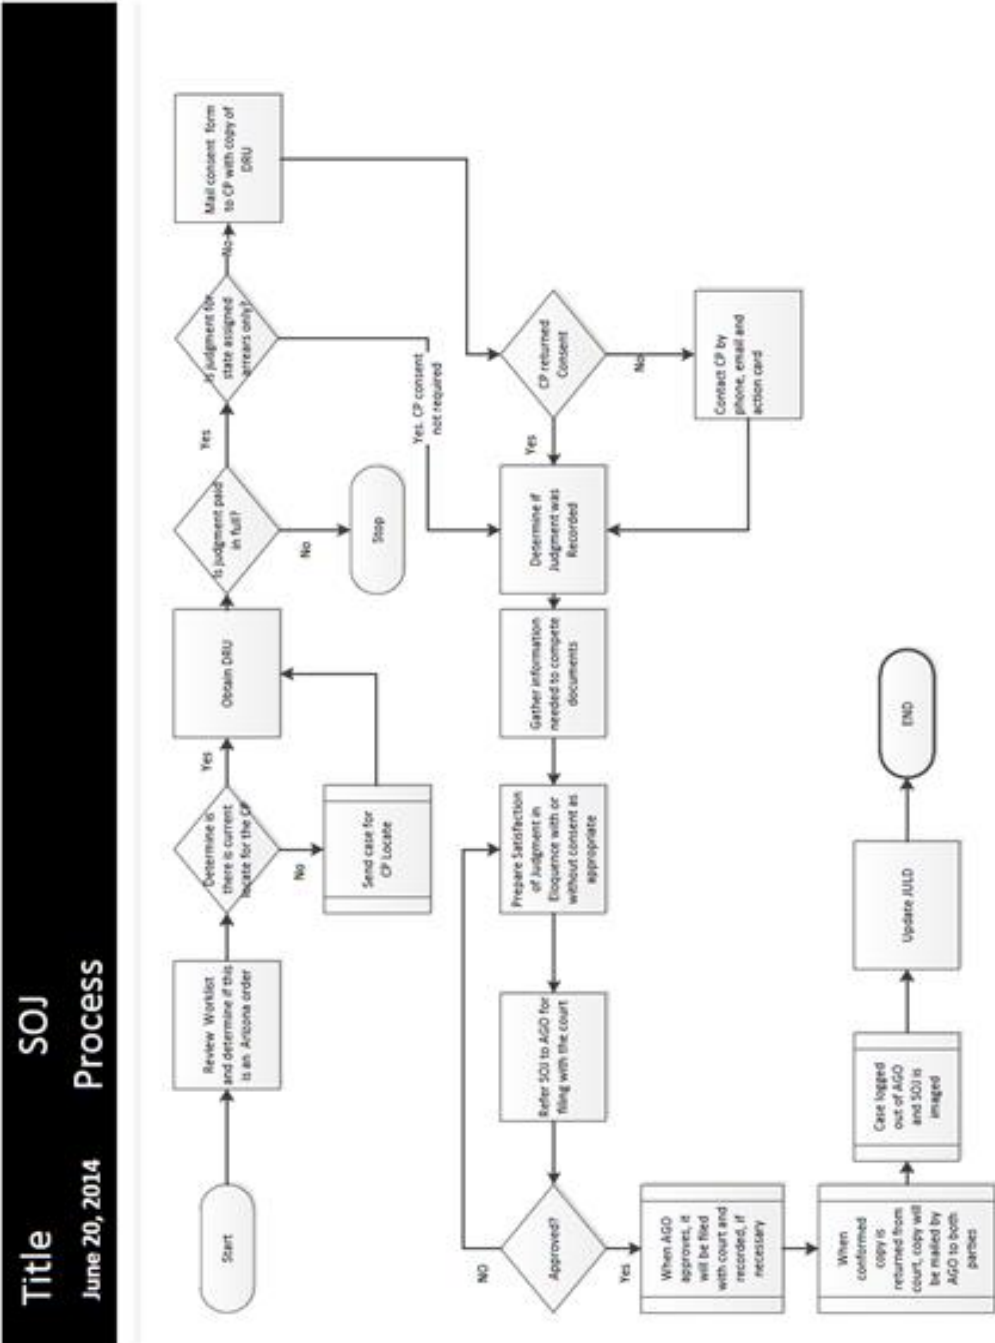 Title
SOJ
June 20, 2014
Process
Start
Review Worklist
and determine if this
is an Arizona order
Determine is
there is current
locate for the CP
Yes
No
Send case for
CP Locate
Obtain DRU
Is judgment paid
in full?
Yes
No
Stop
Is judgment for
state assigned
arrears only?
No
Mail consent form
to CP with copy of
DRU
Yes. CP consent
not required
CP returned
Consent
Yes
No
Contact CP by
phone, email and
action card
Determine if
Judgment was
Recorded
Gather information
needed to compete
documents
Prepare Satisfaction
of Judgment in
Eloquence with or
without consent as
appropriate
Refer SOJ to AGO for
filing with the court
Approved?
NO
Yes
When AGO
approves, it
will be filed
with court and
recorded, if
necessary
When
conformed
copy is
returned from
court, copy will
be mailed by
AGO to both
parties
Case logged
out of AGO
and SOJ is
imaged
Update JULD
END